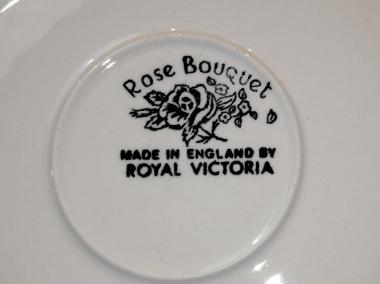 Rose Bouquet
MADE IN ENGLAND BY
ROYAL VICTORIA